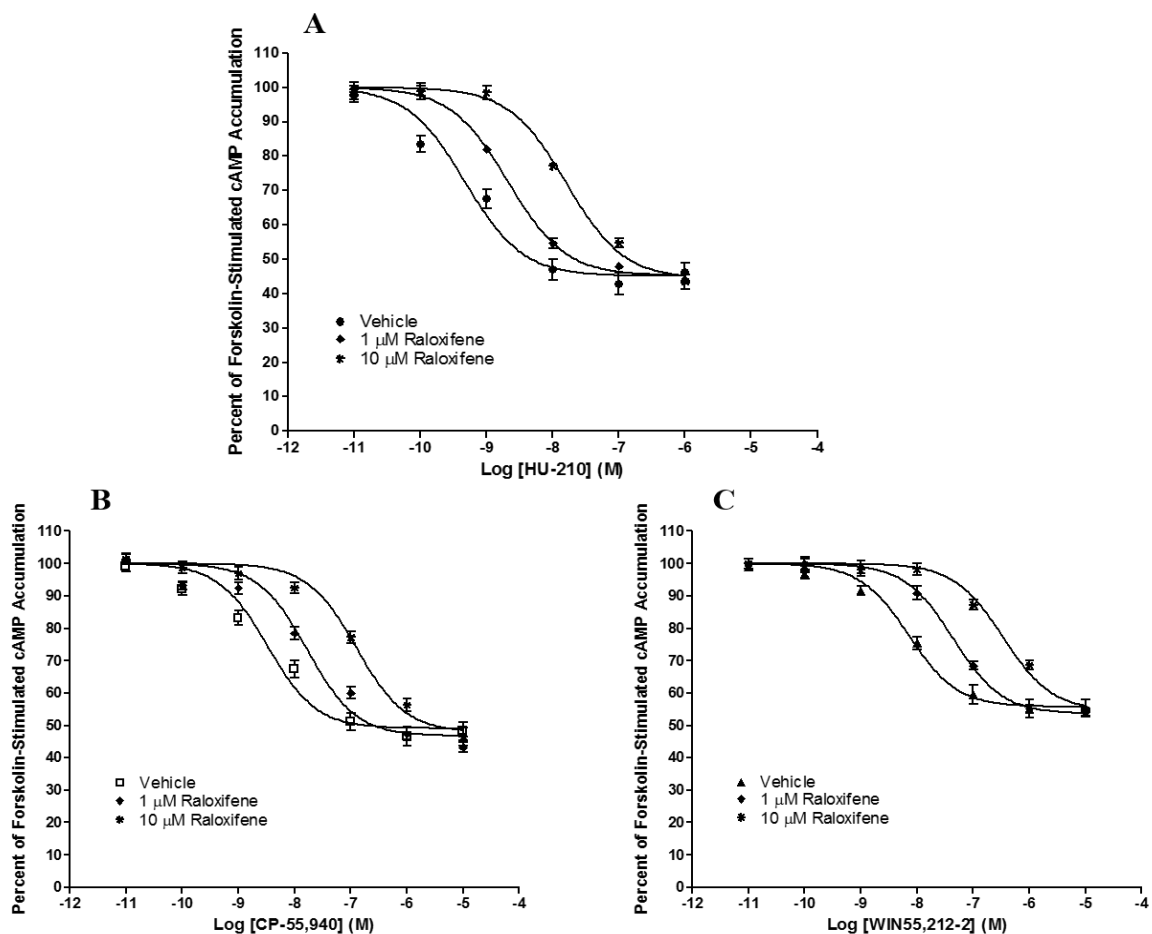 A
Percent of Forskolin-Stimulated cAMP Accumulation
110
100
90
80
70
60
50
40
30
20
10
0
Vehicle
1 μM Raloxifene
10 μM Raloxifene
-12 -11 -10 -9 -8 -7 -6 -5 -4
Log [HU-210] (M)
B
Percent of Forskolin-Stimulated cAMP Accumulation
110
100
90
80
70
60
50
40
30
20
10
0
Vehicle
1 μM Raloxifene
10 μM Raloxifene
-12 -11 -10 -9 -8 -7 -6 -5 -4
Log [CP-55,940] (M)
C
Percent of Forskolin-Stimulated cAMP Accumulation
110
100
90
80
70
60
50
40
30
20
10
0
Vehicle
1 μM Raloxifene
10 μM Raloxifene
-12 -11 -10 -9 -8 -7 -6 -5 -4
Log [WIN55,212-2] (M)